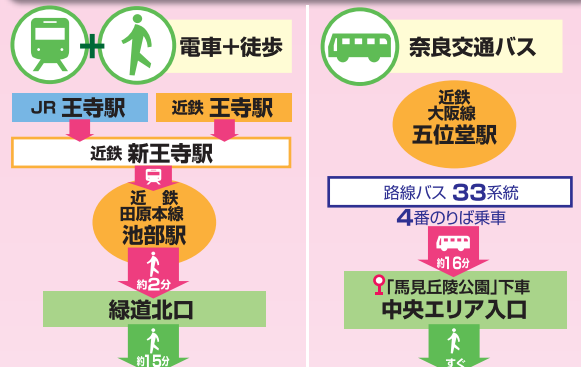 電車+徒歩
JR 王寺駅
近鉄 王寺駅
近鉄 新王寺駅
近 鉄
田原本線
池部駅
約2分
緑道北口
約15分
奈良交通バス
近鉄
大阪線
五位堂駅
路線バス 33系統
4番のりば乗車
約16分
「馬見丘陵公園」下車
中央エリア入口
すぐ